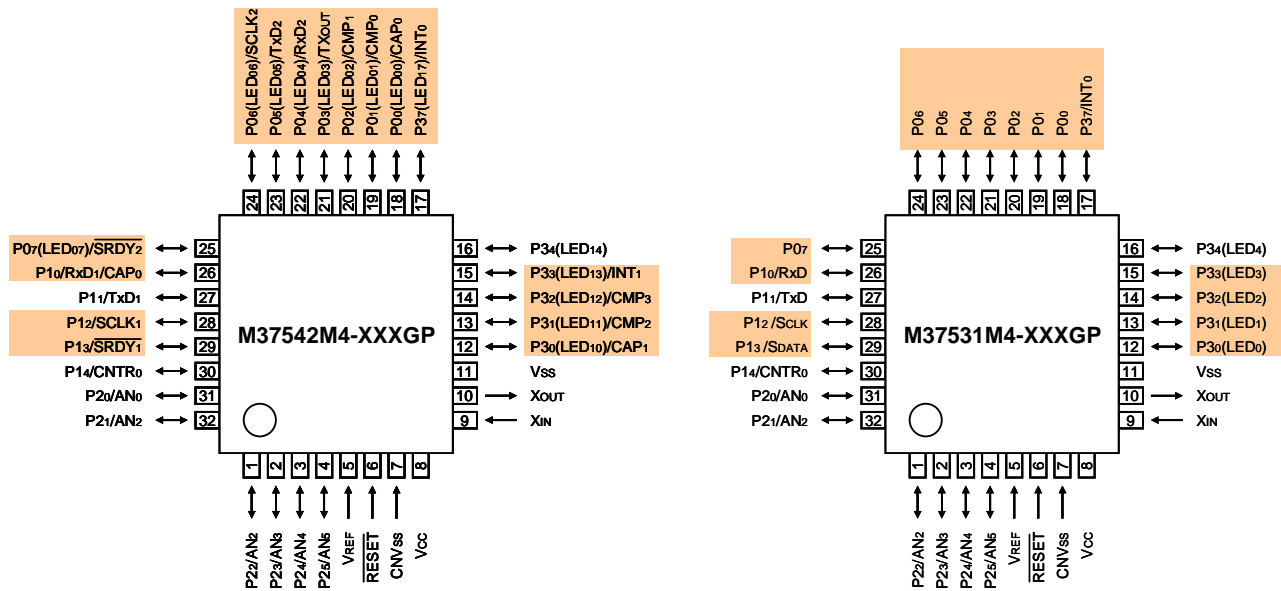 P06(LED06)/SCLK2
P05(LED05)/TxD2
P04(LED04)/RxD2
P03(LED03)/TXOUT
P02(LED02)/CMP1
P01(LED01)/CMP0
P00(LED00)/CAP0
P37(LED17)/INT0
24
23
22
21
20
19
18
17
P07(LED07)/SRDY2
P10/RxD1/CAP0
P11/TxD1
P12/SCLK1
P13/SRDY1
P14/CNTR0
P20/AN0
P21/AN2
25
26
27
28
29
30
31
32
M37542M4-XXXGP
16
15
14
13
12
11
10
9
P34(LED14)
P33(LED13)/INT1
P32(LED12)/CMP3
P31(LED11)/CMP2
P30(LED10)/CAP1
VSS
XOUT
XIN
1
2
3
4
5
6
7
8
P22/AN2
P23/AN3
P24/AN4
P25/AN5
VREF
RESET
CNVSS
VCC
P06
P05
P04
P03
P02
P01
P00
P37/INT0
24
23
22
21
20
19
18
17
P07
P10/RxD
P11/TxD
P12 /SCLK
P13 /SDATA
P14/CNTR0
P20/AN0
P21/AN2
25
26
27
28
29
30
31
32
M37531M4-XXXGP
16
15
14
13
12
11
10
9
P34(LED4)
P33(LED3)
P32(LED2)
P31(LED1)
P30(LED0)
VSS
XOUT
XIN
1
2
3
4
5
6
7
8
P22/AN2
P23/AN3
P24/AN4
P25/AN5
VREF
RESET
CNVSS
VCC